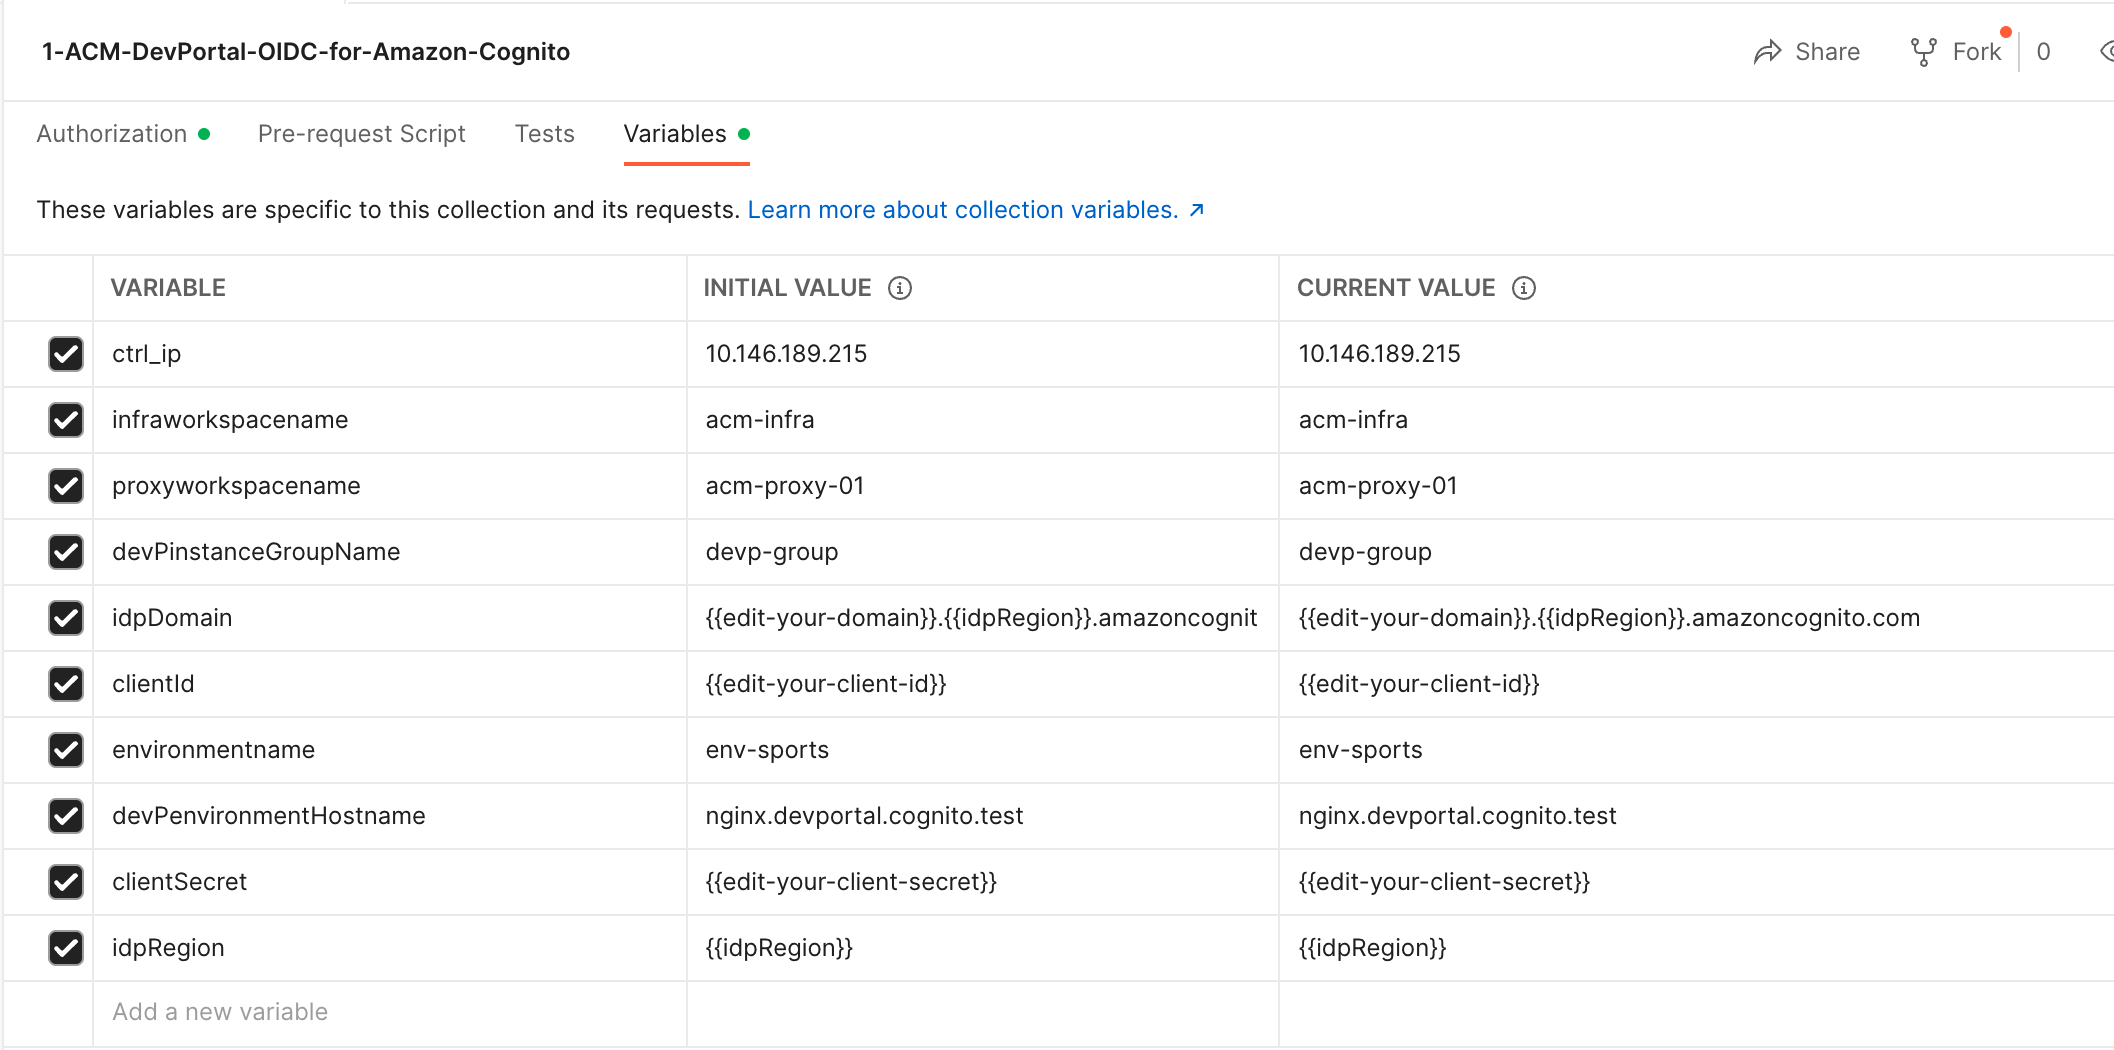 1-ACM-DevPortal-OIDC-for-Amazon-Cognito Share Fork 0
Authorization Pre-request Script Tests Variables
These variables are specific to this collection and its requests. Learn more about collection variables. ↗
VARIABLE INITIAL VALUE CURRENT VALUE
ctrl_ip 10.146.189.215 10.146.189.215
infraworkspacename acm-infra acm-infra
proxyworkspacename acm-proxy-01 acm-proxy-01
devPinstanceGroupName devp-group devp-group
idpDomain {{edit-your-domain}}.{{idpRegion}}.amazoncognit {{edit-your-domain}}.{{idpRegion}}.amazoncognito.com
clientId {{edit-your-client-id}} {{edit-your-client-id}}
environmentname env-sports env-sports
devPenvironmentHostname nginx.devportal.cognito.test nginx.devportal.cognito.test
clientSecret {{edit-your-client-secret}} {{edit-your-client-secret}}
idpRegion {{idpRegion}} {{idpRegion}}
Add a new variable